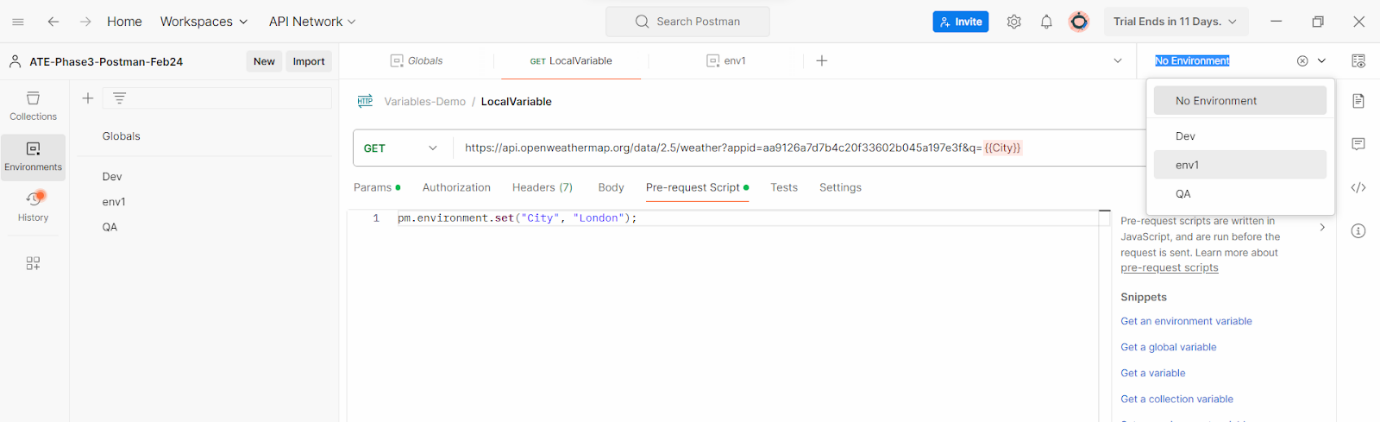 Home Workspaces API Network Search Postman Invite Trial Ends in 11 Days.
ATE-Phase3-Postman-Feb24 New Import Globals GET LocalVariable env1 No Environment
Collections
Environments
History
Globals
Dev
env1
QA
HTTP Variables-Demo / LocalVariable
GET https://api.openweathermap.org/data/2.5/weather?appid=aa9126a7d7b4c20f33602b045a197e3f&q={{City}}
Params Authorization Headers (7) Body Pre-request Script Tests Settings
1 pm.environment.set("City", "London");
No Environment
Dev
env1
QA
Pre-request scripts are written in
JavaScript, and are run before the
request is sent. Learn more about
pre-request scripts
Snippets
Get an environment variable
Get a global variable
Get a variable
Get a collection variable